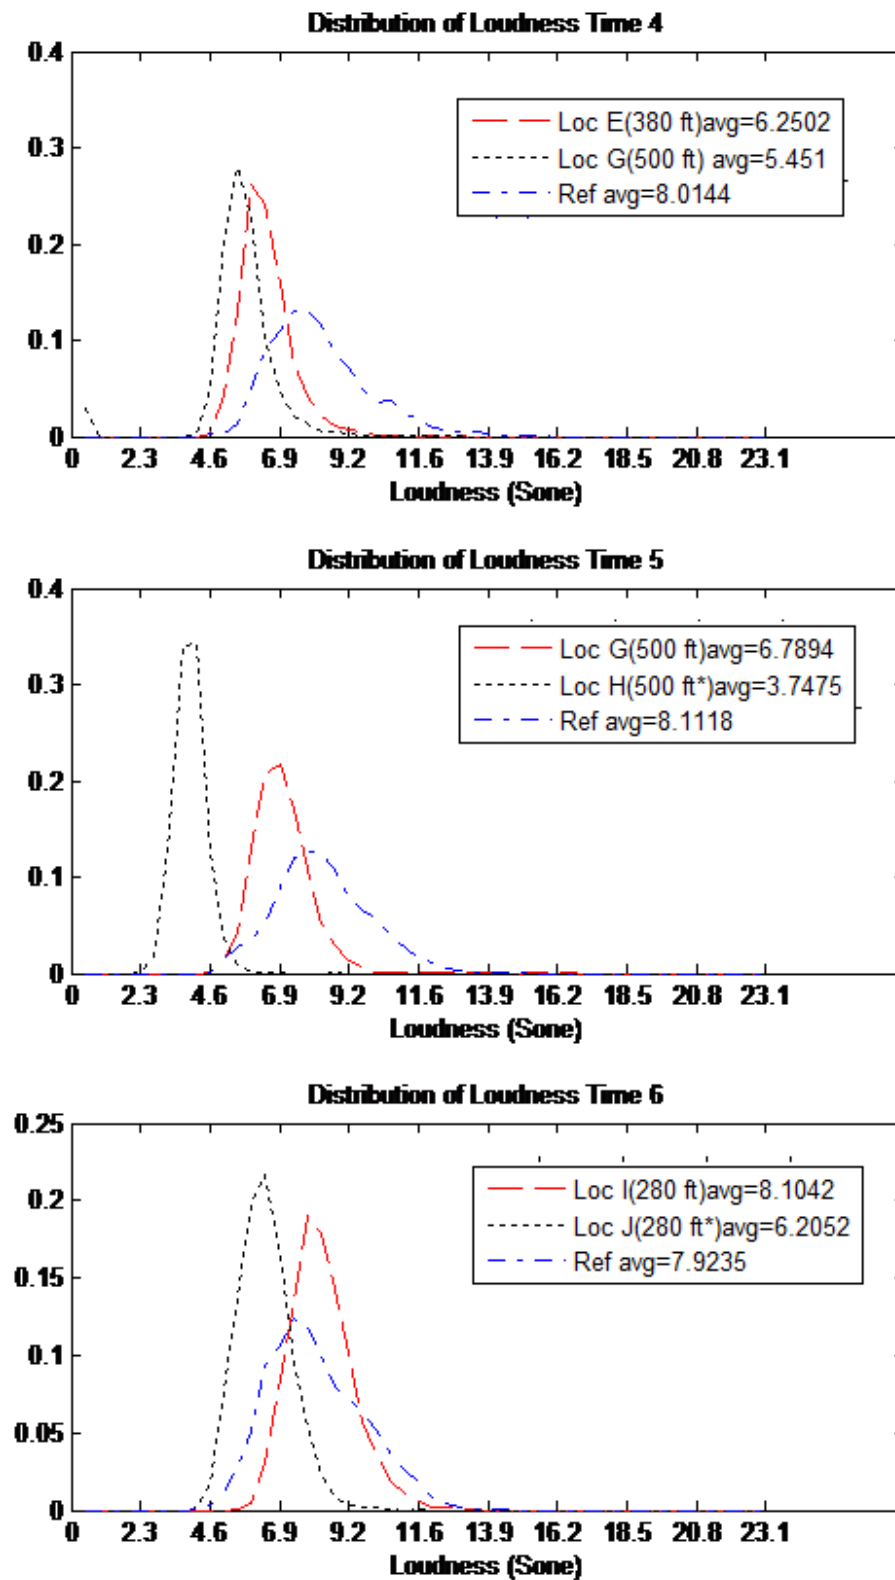 Distribution of Loudness Time 4
0.4
Loc E(380 ft)avg=6.2502
0.3
Loc G(500 ft) avg=5.451
Ref avg=8.0144
0.2
0.1
0
0 2.3 4.6 6.9 9.2 11.6 13.9 16.2 18.5 20.8 23.1
Loudness (Sone)
Distribution of Loudness Time 5
0.4
Loc G(500 ft)avg=6.7894
0.3
Loc H(500 ft*)avg=3.7475
Ref avg=8.1118
0.2
0.1
0
0 2.3 4.6 6.9 9.2 11.6 13.9 16.2 18.5 20.8 23.1
Loudness (Sone)
Distribution of Loudness Time 6
0.25
Loc I(280 ft)avg=8.1042
0.2
Loc J(280 ft*)avg=6.2052
Ref avg=7.9235
0.15
0.1
0.05
0
0 2.3 4.6 6.9 9.2 11.6 13.9 16.2 18.5 20.8 23.1
Loudness (Sone)